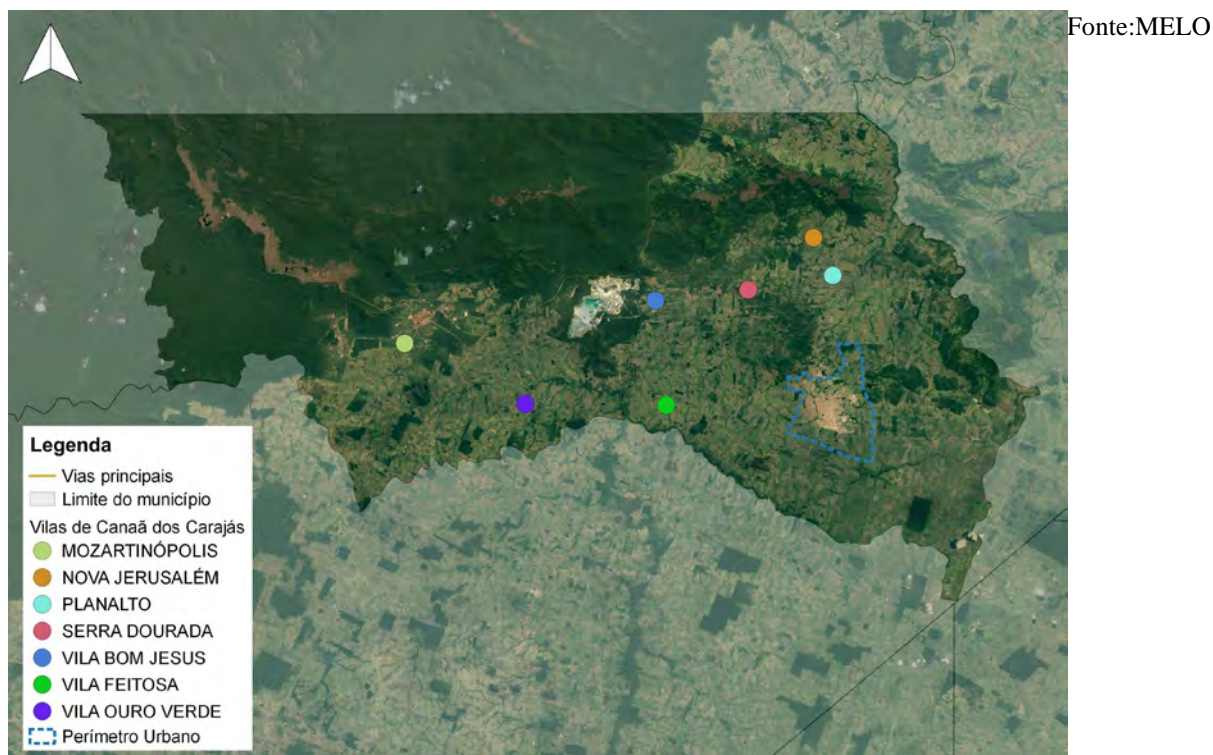 Fonte:MELO
Legenda
Vias principais
Limite do município
Vilas de Canaã dos Carajás
MOZARTINÓPOLIS
NOVA JERUSALÉM
PLANALTO
SERRA DOURADA
VILA BOM JESUS
VILA FEITOSA
VILA OURO VERDE
Perímetro Urbano